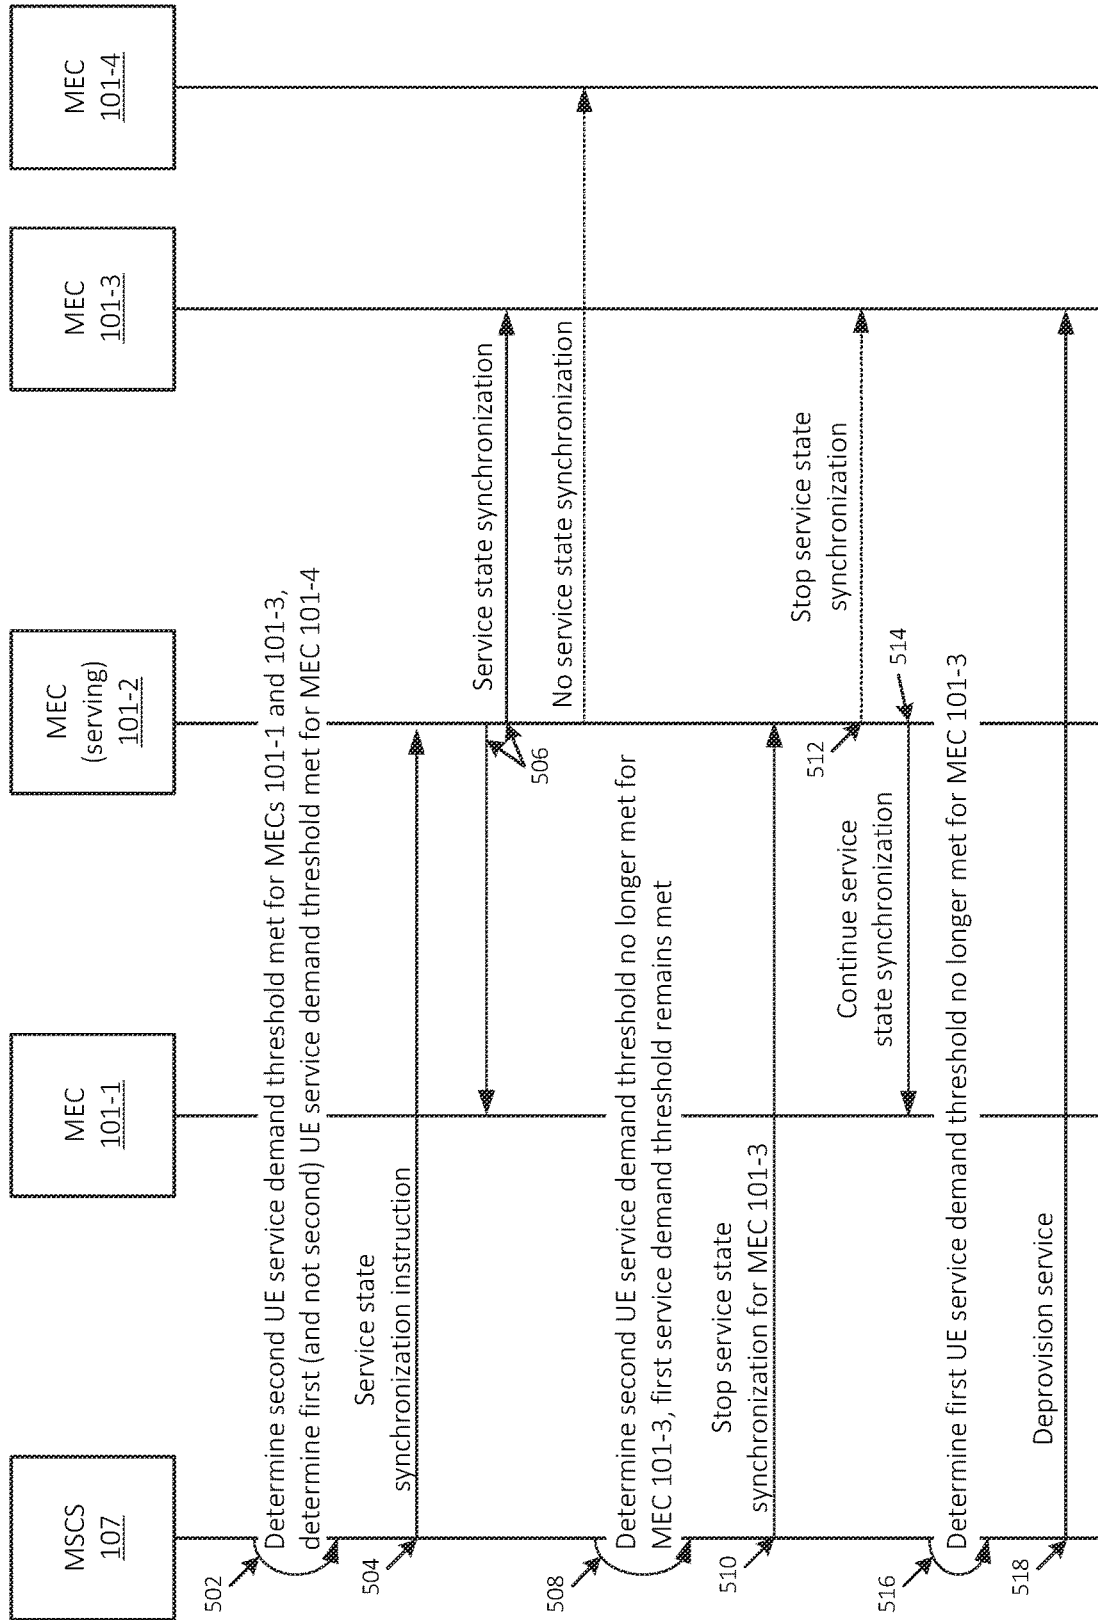 MSCS
107
MEC
101-1
MEC
(serving)
101-2
MEC
101-3
MEC
101-4
502
Determine second UE service demand threshold met for MECs 101-1 and 101-3,
determine first (and not second) UE service demand threshold met for MEC 101-4
504
Service state
synchronization instruction
506
Service state synchronization
No service state synchronization
508
Determine second UE service demand threshold no longer met for
MEC 101-3, first service demand threshold remains met
510
Stop service state
synchronization for MEC 101-3
512
Stop service state
synchronization
514
Continue service
state synchronization
516
Determine first UE service demand threshold no longer met for MEC 101-3
518
Deprovision service